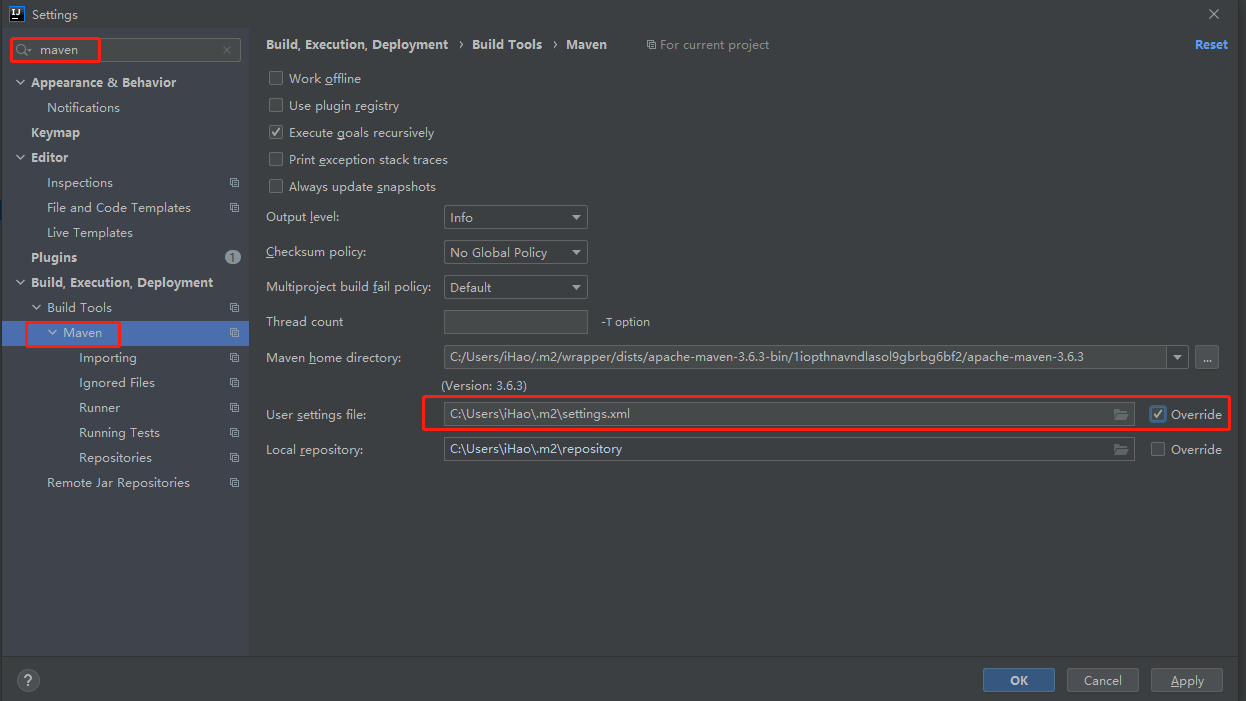 Settings
maven
Appearance & Behavior
Notifications
Keymap
Editor
Inspections
File and Code Templates
Live Templates
Plugins 1
Build, Execution, Deployment
Build Tools
Maven
Importing
Ignored Files
Runner
Running Tests
Repositories
Remote Jar Repositories
Build, Execution, Deployment › Build Tools › Maven For current project Reset
Work offline
Use plugin registry
Execute goals recursively
Print exception stack traces
Always update snapshots
Output level: Info
Checksum policy: No Global Policy
Multiproject build fail policy: Default
Thread count -T option
Maven home directory: C:/Users/iHao/.m2/wrapper/dists/apache-maven-3.6.3-bin/1iopthnavndlasol9gbrbg6bf2/apache-maven-3.6.3 ...
(Version: 3.6.3)
User settings file: C:\Users\iHao\.m2\settings.xml Override
Local repository: C:\Users\iHao\.m2\repository Override
? OK Cancel Apply